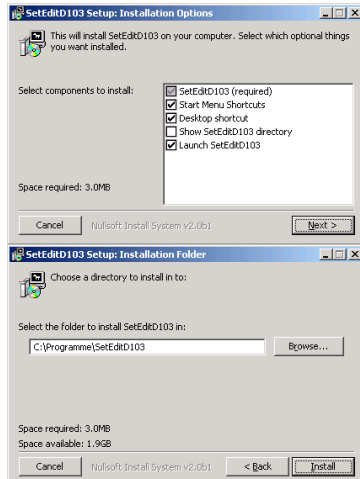 SetEditD103 Setup: Installation Options
This will install SetEditD103 on your computer. Select which optional things
you want installed.
Select components to install:
SetEditD103 (required)
Start Menu Shortcuts
Desktop shortcut
Show SetEditD103 directory
Launch SetEditD103
Space required: 3.0MB
Cancel
Nullsoft Install System v2.0b1
Next >
SetEditD103 Setup: Installation Folder
Choose a directory to install in to:
Select the folder to install SetEditD103 in:
C:\Programme\SetEditD103
Browse...
Space required: 3.0MB
Space available: 1.9GB
Cancel
Nullsoft Install System v2.0b1
< Back
Install